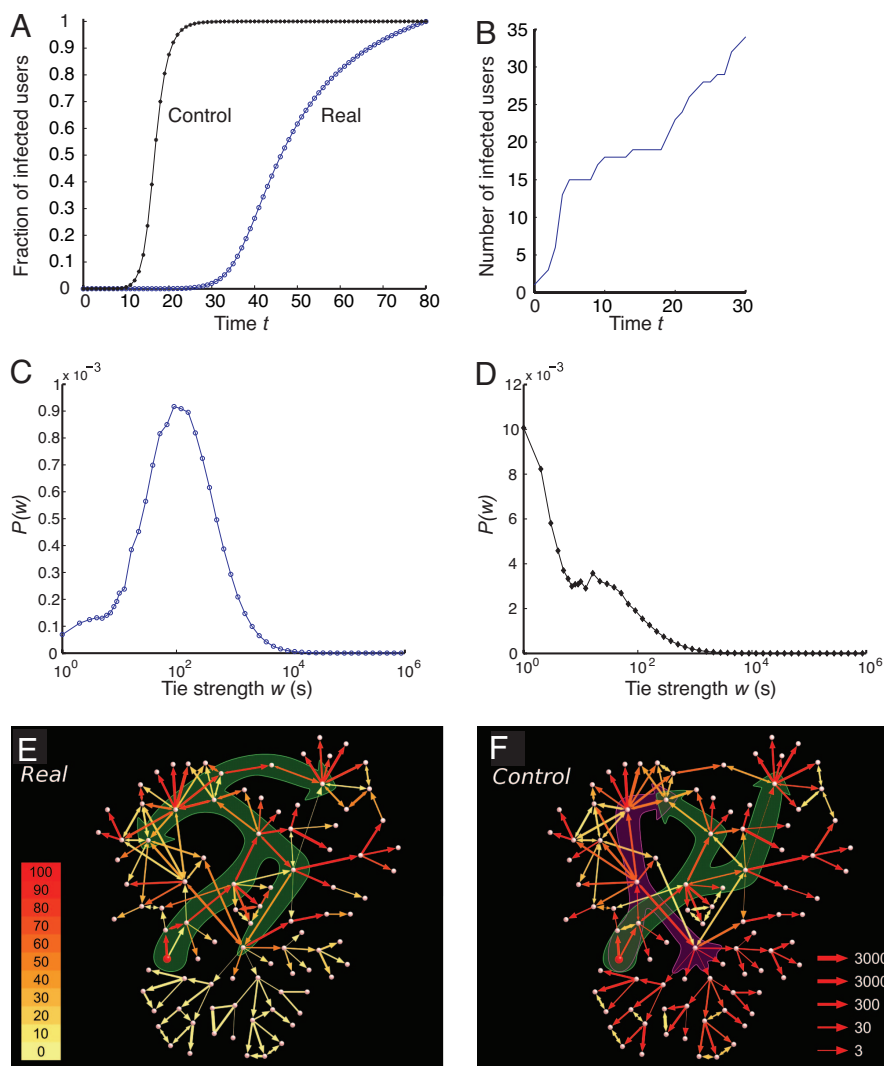 A
Fraction of infected users
1
0.9
0.8
0.7
0.6
0.5
0.4
0.3
0.2
0.1
0
Control
Real
0 10 20 30 40 50 60 70 80
Time t
B
Number of infected users
35
30
25
20
15
10
5
0
0 10 20 30
Time t
C
x 10^-3
P(w)
1
0.9
0.8
0.7
0.6
0.5
0.4
0.3
0.2
0.1
0
10^0 10^2 10^4 10^6
Tie strength w (s)
D
x 10^-3
P(w)
12
10
8
6
4
2
0
10^0 10^2 10^4 10^6
Tie strength w (s)
E
Real
100
90
80
70
60
50
40
30
20
10
0
F
Control
3000
3000
300
30
3